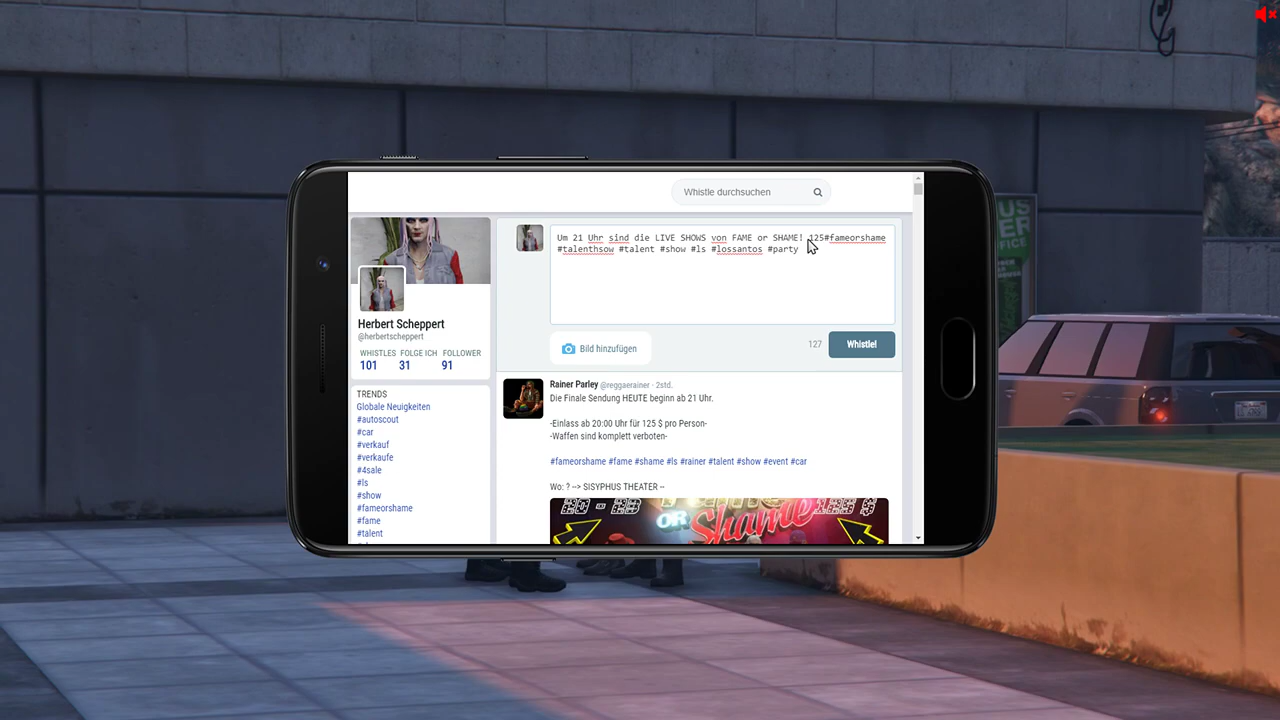 Whistle durchsuchen
Um 21 Uhr sind die LIVE SHOWS von FAME or SHAME! 125#fameorshame
#talenthsow #talent #show #ls #lossantos #party
Bild hinzufügen
127
Whistle!
Herbert Scheppert
@herbertscheppert
WHISTLES FOLGE ICH FOLLOWER
101 31 91
TRENDS
Globale Neuigkeiten
#autoscout
#car
#verkauf
#verkaufe
#4sale
#ls
#show
#fameorshame
#fame
#talent
Rainer Parley @reggaerainer · 2std.
Die Finale Sendung HEUTE beginn ab 21 Uhr.
-Einlass ab 20:00 Uhr für 125 $ pro Person-
-Waffen sind komplett verboten-
#fameorshame #fame #shame #ls #rainer #talent #show #event #car
Wo: ? --> SISYPHUS THEATER --
OR Shame